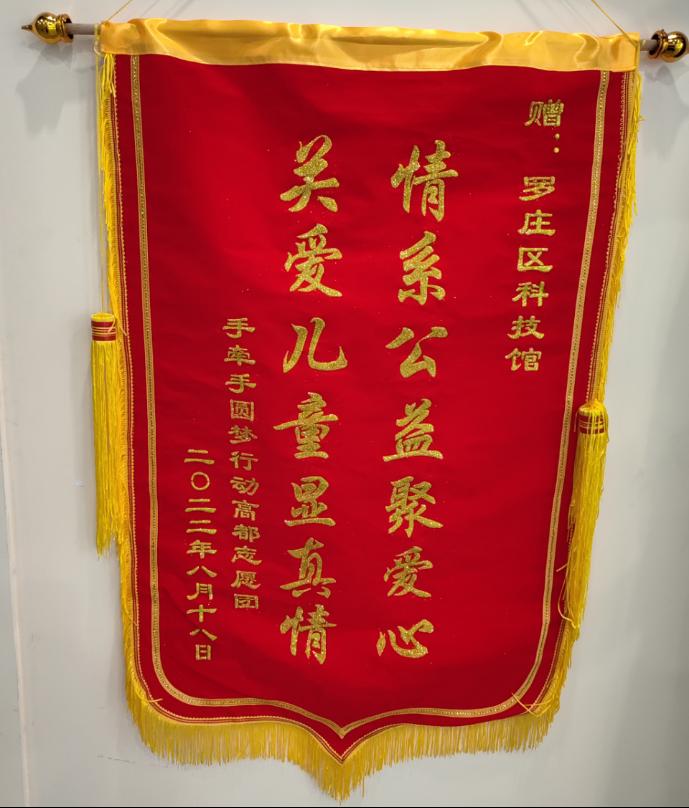 赠：罗庄区科技馆
情系公益聚爱心
关爱儿童显真情
手牵手圆梦行动高都志愿团
二〇二二年八月十八日